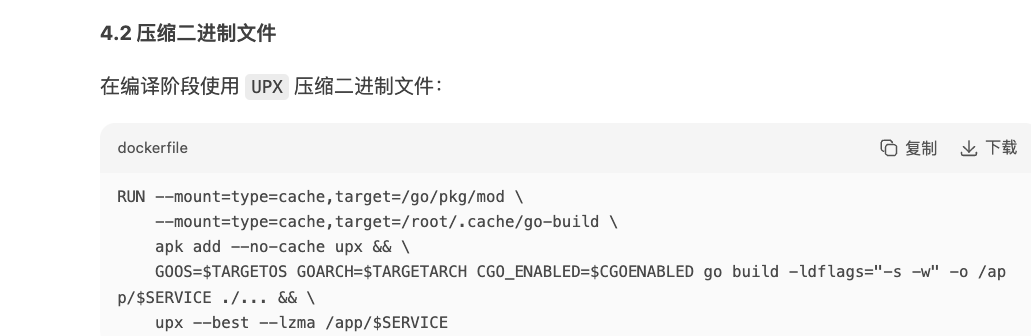 4.2 压缩二进制文件
在编译阶段使用 UPX 压缩二进制文件：
dockerfile 复制 下载
RUN --mount=type=cache,target=/go/pkg/mod \
    --mount=type=cache,target=/root/.cache/go-build \
    apk add --no-cache upx && \
    GOOS=$TARGETOS GOARCH=$TARGETARCH CGO_ENABLED=$CGOENABLED go build -ldflags="-s -w" -o /ap
p/$SERVICE ./... && \
    upx --best --lzma /app/$SERVICE